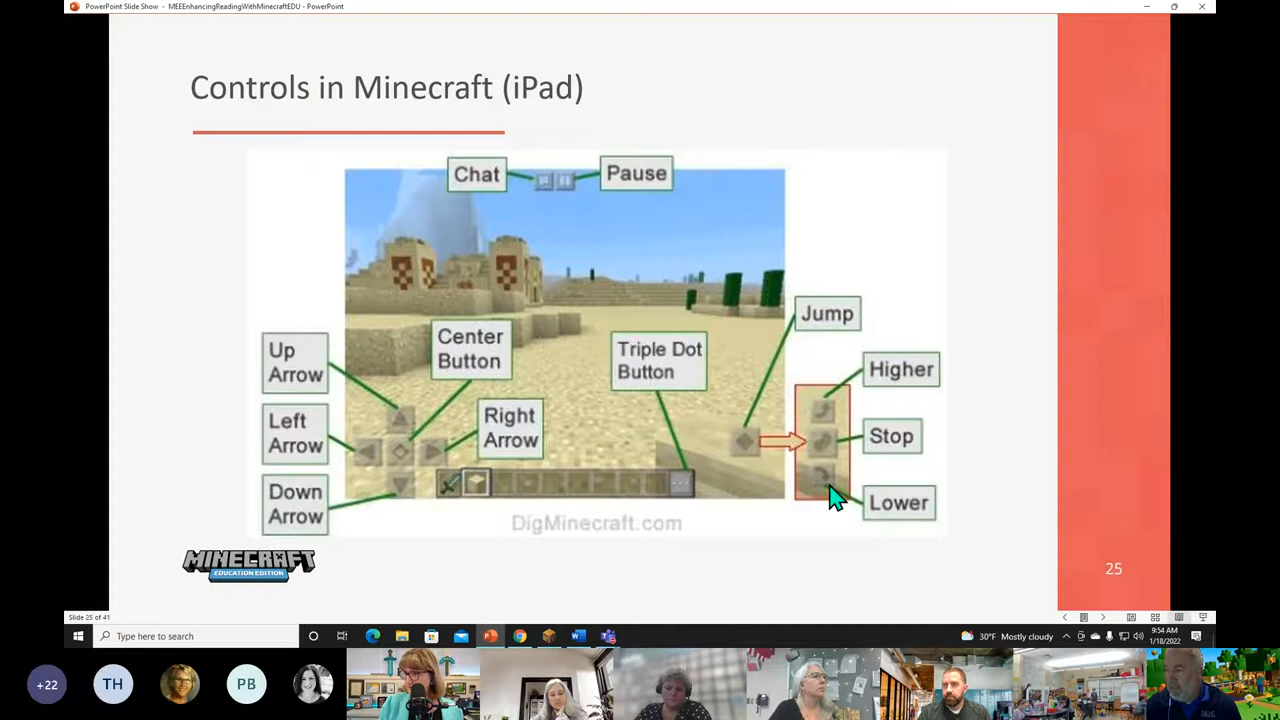 PowerPoint Slide Show - MEEEnhancingReadingWithMinecraftEDU - PowerPoint
Controls in Minecraft (iPad)
Chat
Pause
Jump
Up
Arrow
Center
Button
Triple Dot
Button
Higher
Left
Arrow
Right
Arrow
Stop
Down
Arrow
Lower
DigMinecraft.com
MINECRAFT
EDUCATION EDITION
25
Slide 25 of 41
Type here to search
30°F Mostly cloudy
9:54 AM
1/18/2022
+22
TH
PB